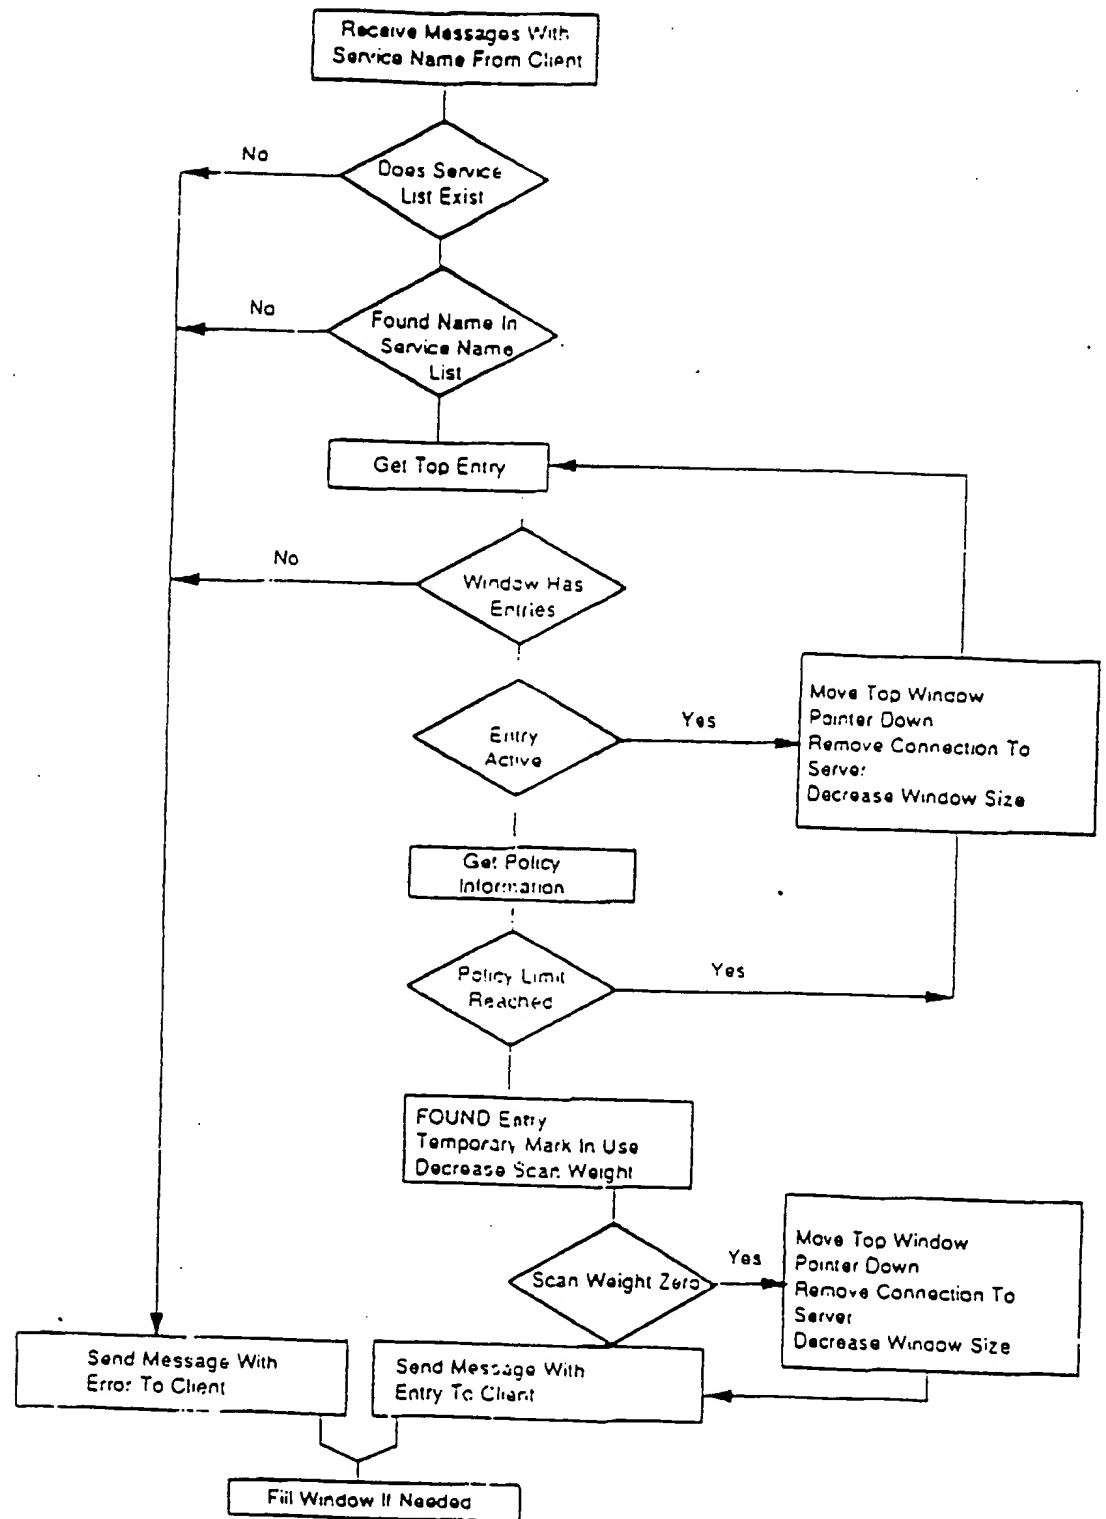 Receive Messages With
Service Name From Client
No
Does Service
List Exist
No
Found Name In
Service Name
List
Get Top Entry
No
Window Has
Entries
Entry
Active
Yes
Move Top Window
Pointer Down
Remove Connection To
Server
Decrease Window Size
Get Policy
Information
Policy Limit
Reached
Yes
FOUND Entry
Temporary Mark In Use
Decrease Scan Weight
Scan Weight Zero
Yes
Move Top Window
Pointer Down
Remove Connection To
Server
Decrease Window Size
Send Message With
Error To Client
Send Message With
Entry To Client
Fill Window If Needed